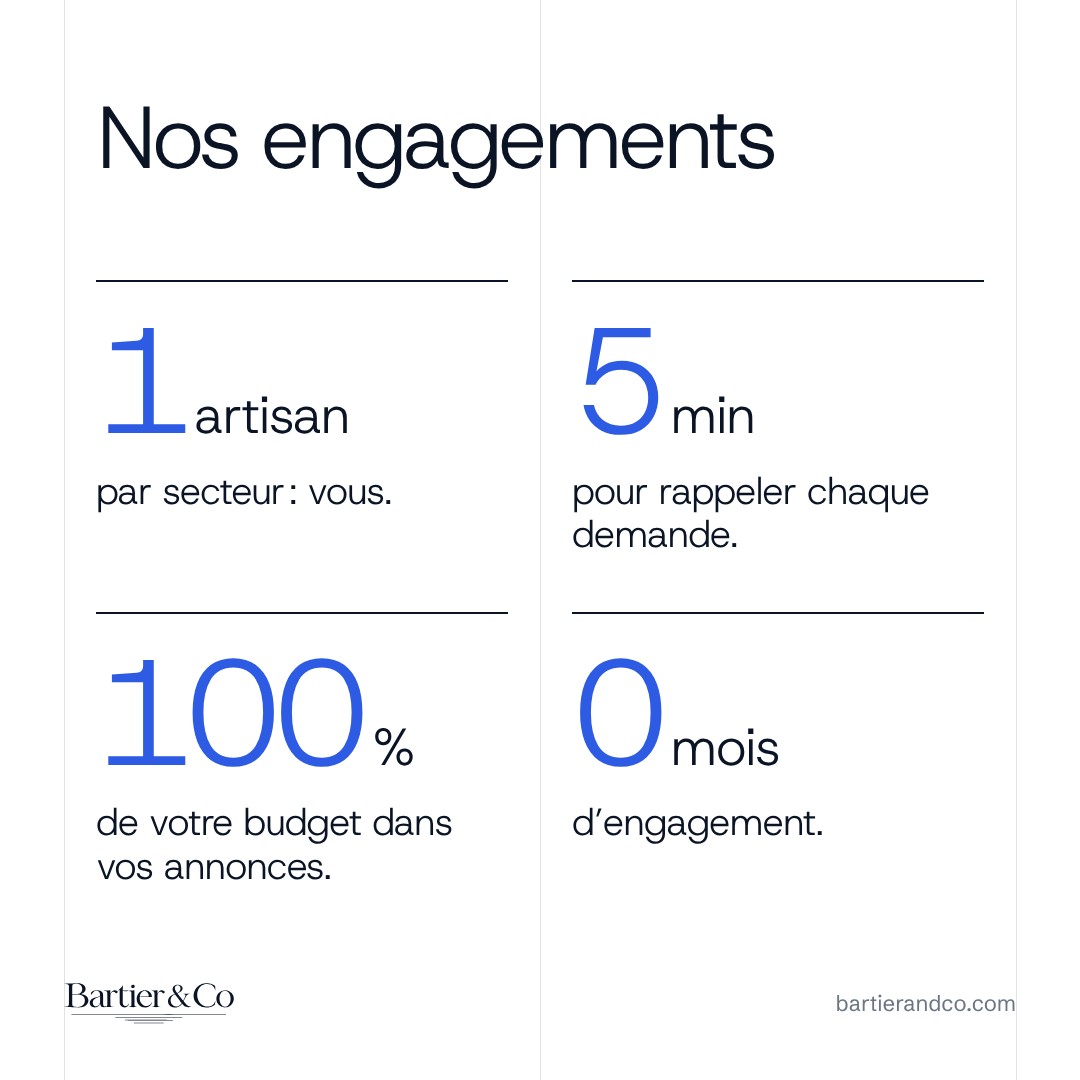 Nos engagements
1 artisan
par secteur : vous.
5 min
pour rappeler chaque
demande.
100 %
de votre budget dans
vos annonces.
0 mois
d’engagement.
Bartier & Co
bartierandco.com